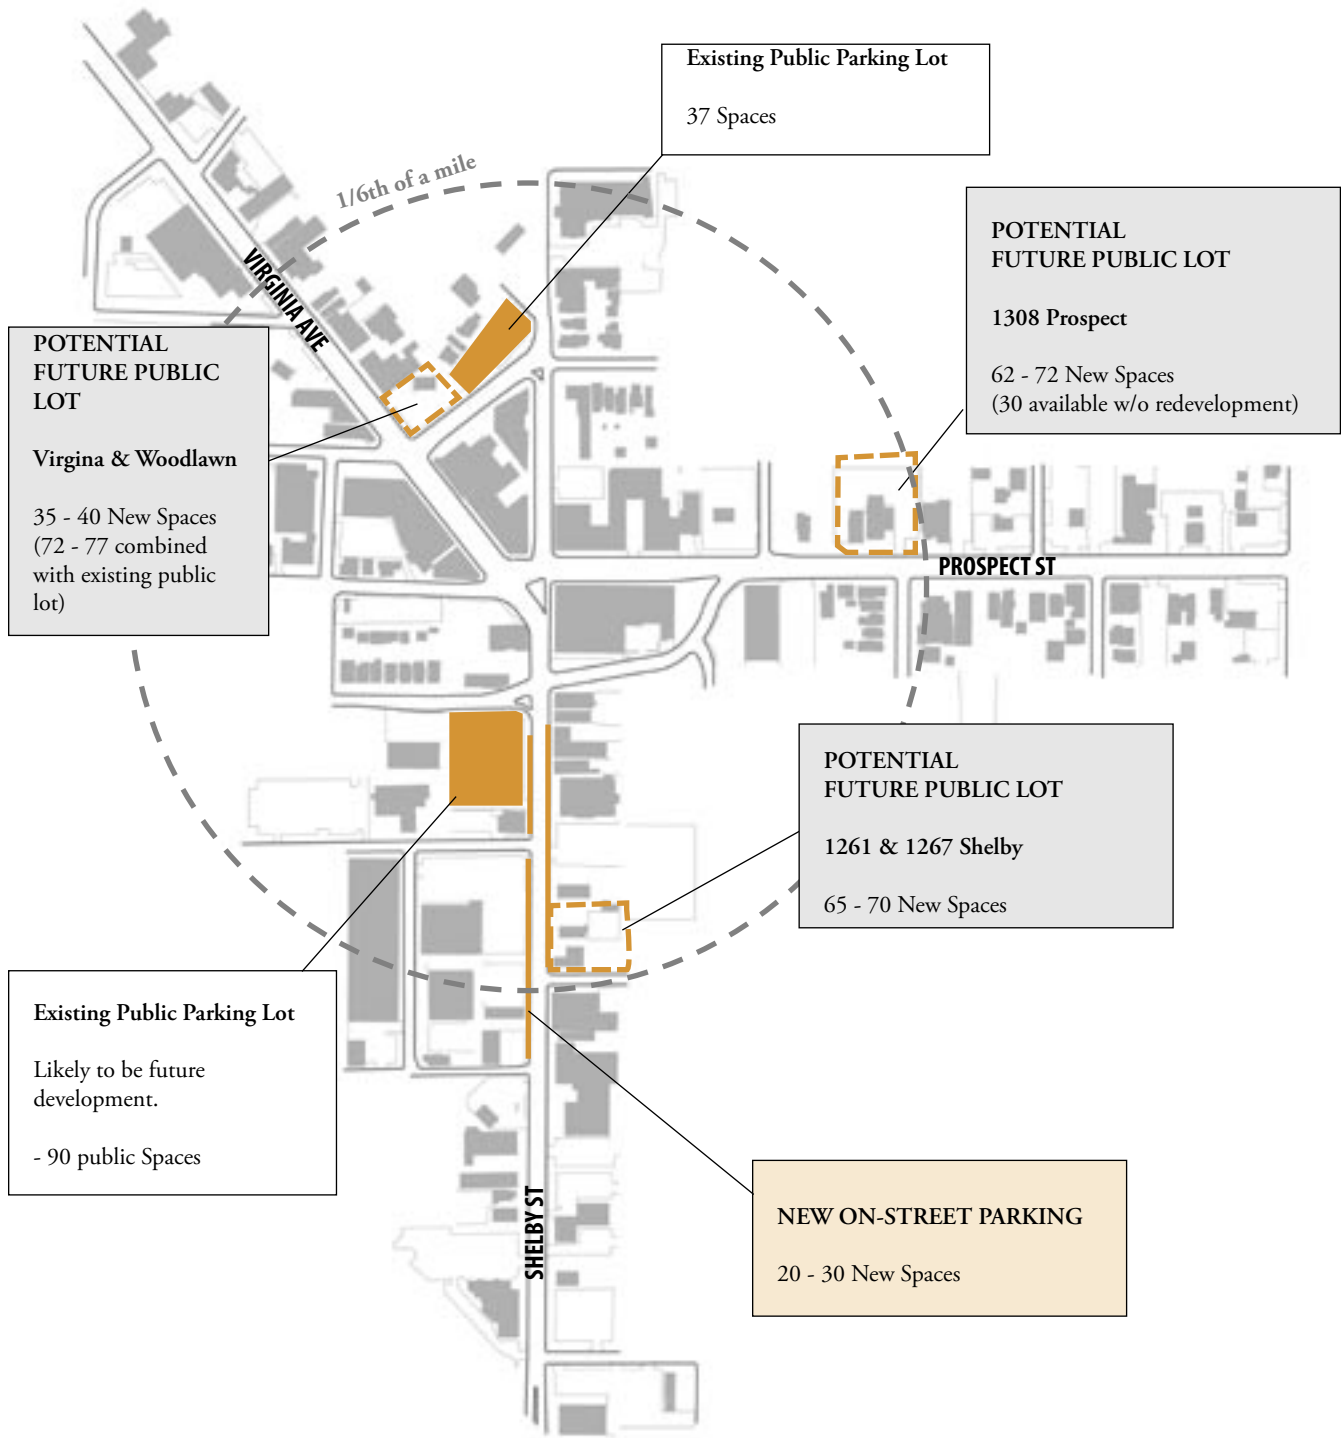 Existing Public Parking Lot
37 Spaces
1/6th of a mile
POTENTIAL
FUTURE PUBLIC LOT
1308 Prospect
62 - 72 New Spaces
(30 available w/o redevelopment)
VIRGINIA AVE
POTENTIAL
FUTURE PUBLIC
LOT
Virgina & Woodlawn
35 - 40 New Spaces
(72 - 77 combined
with existing public
lot)
PROSPECT ST
POTENTIAL
FUTURE PUBLIC LOT
1261 & 1267 Shelby
65 - 70 New Spaces
Existing Public Parking Lot
Likely to be future
development.
- 90 public Spaces
SHELBY ST
NEW ON-STREET PARKING
20 - 30 New Spaces